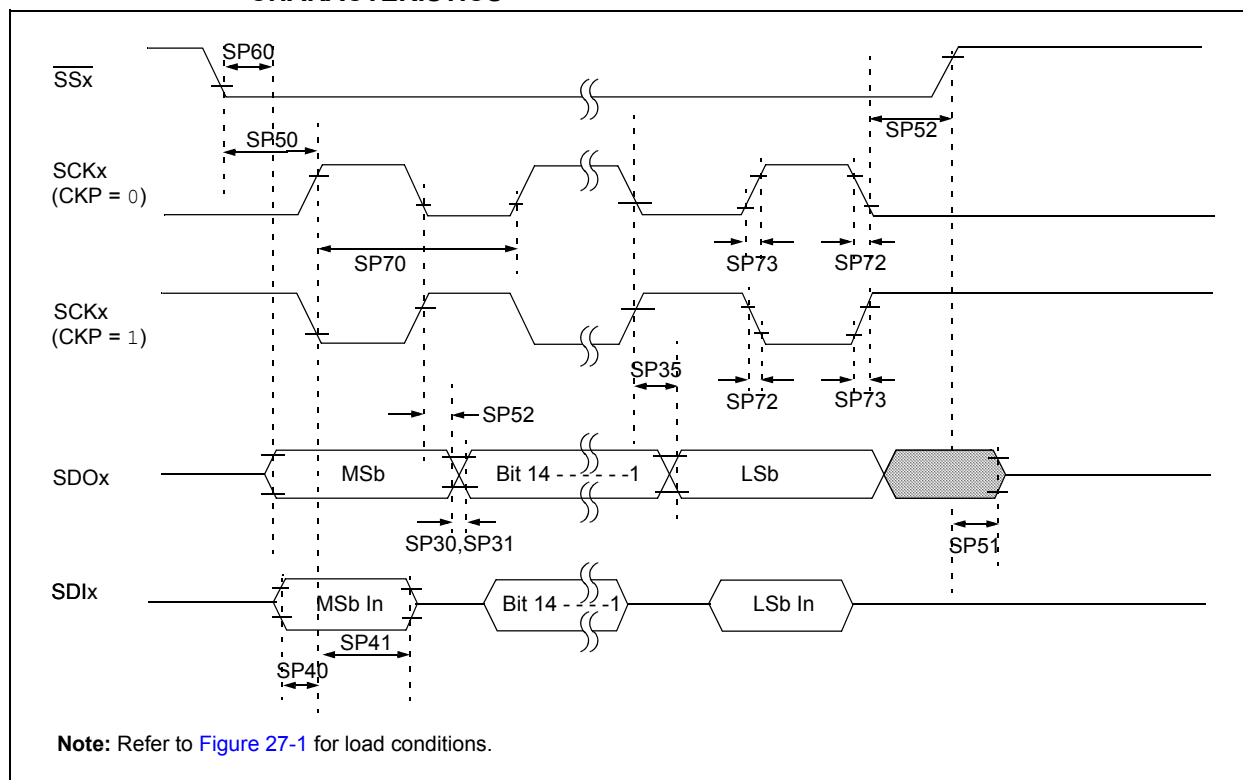 SP60
SSx
SP52
SP50
SCKx
(CKP = 0)
SP70
SP73
SP72
SCKx
(CKP = 1)
SP35
SP52
SP72
SP73
SDOx
MSb
Bit 14 - - - - - -1
LSb
SP30,SP31
SP51
SDIx
MSb In
Bit 14 - - - -1
LSb In
SP41
SP40
Note: Refer to Figure 27-1 for load conditions.